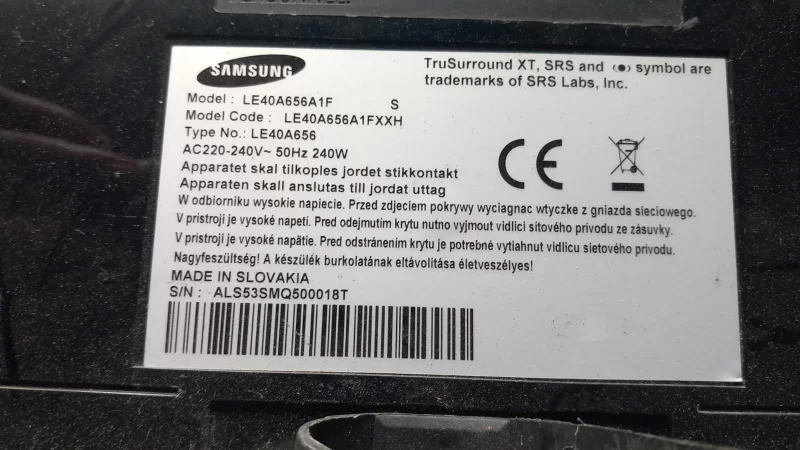 SAMSUNG
TruSurround XT, SRS and (●) symbol are
trademarks of SRS Labs, Inc.
Model : LE40A656A1F S
Model Code : LE40A656A1FXXH
Type No.: LE40A656
AC220-240V~ 50Hz 240W
Apparatet skal tilkoples jordet stikkontakt
Apparaten skall anslutas till jordat uttag
W odbiorniku wysokie napiecie. Przed zdjeciem pokrywy wyciagnac wtyczke z gniazda sieciowego.
V prístroji je vysoké napeti. Pred odejmutím krytu nutno vyjmout vidlici sítového prívodu ze zásuvky.
V prístroji je vysoké napätie. Pred odstránením krytu je potrebné vytiahnut vidlicu sietového prívodu.
Nagyfeszültség! A készülék burkolatának eltávolítása életveszélyes!
MADE IN SLOVAKIA
S/N : ALS53SMQ500018T
CE